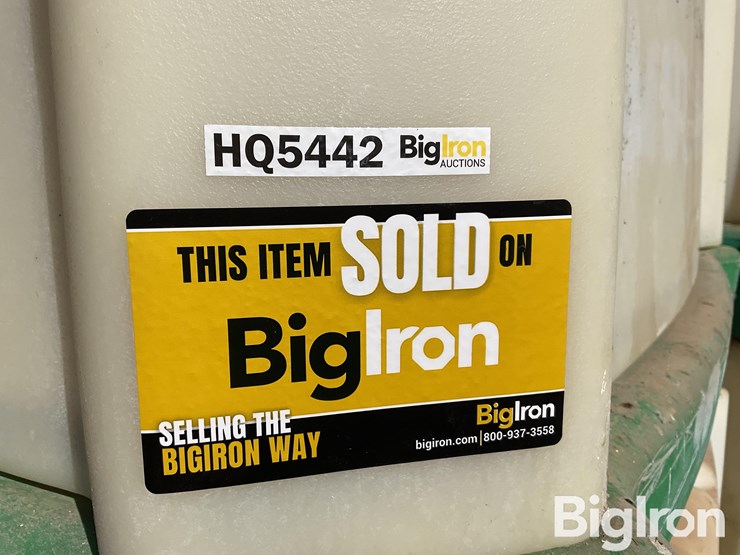 HQ5442 BigIron
AUCTIONS
THIS ITEM SOLD ON
BigIron
SELLING THE
BIGIRON WAY
BigIron
bigiron.com | 800-937-3558
BigIron